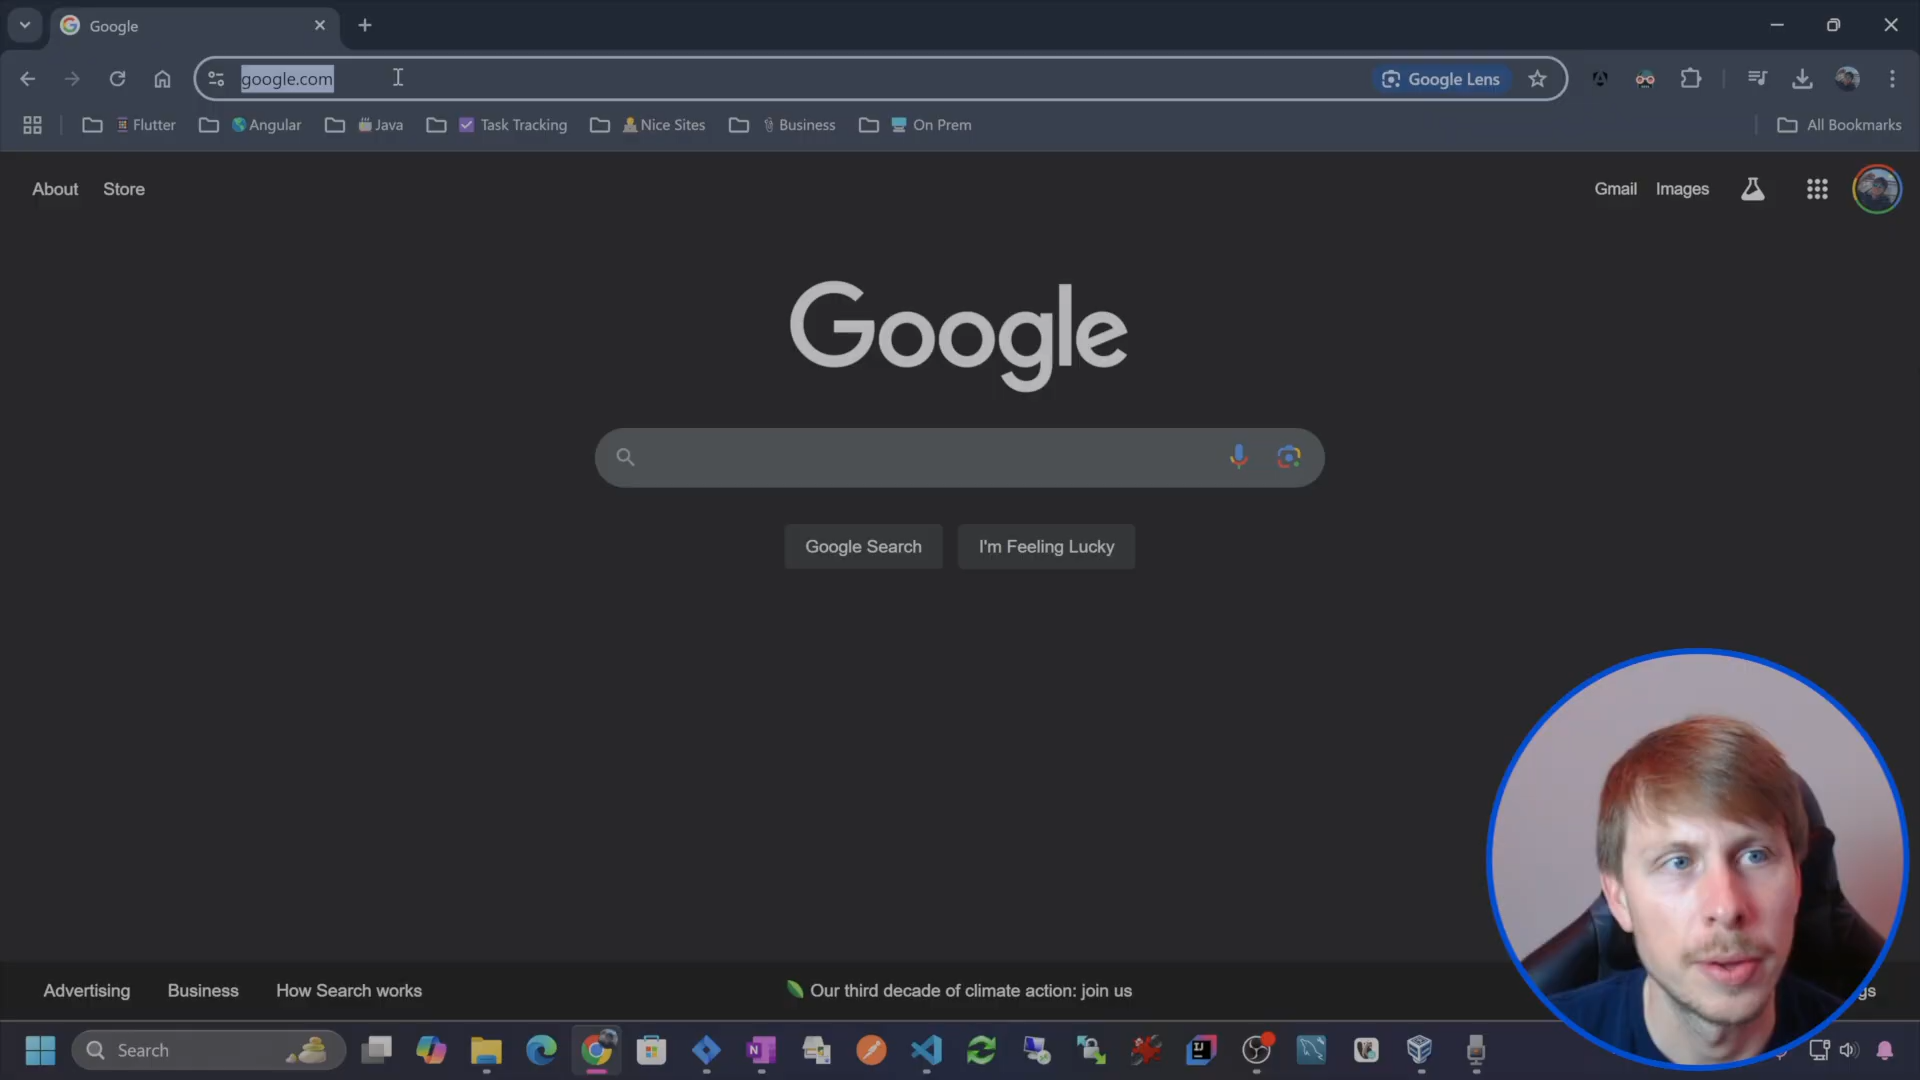 Google
google.com
Google Lens
Flutter
Angular
Java
Task Tracking
Nice Sites
Business
On Prem
All Bookmarks
About
Store
Gmail
Images
Google
Google Search
I'm Feeling Lucky
Advertising
Business
How Search works
Our third decade of climate action: join us
Search